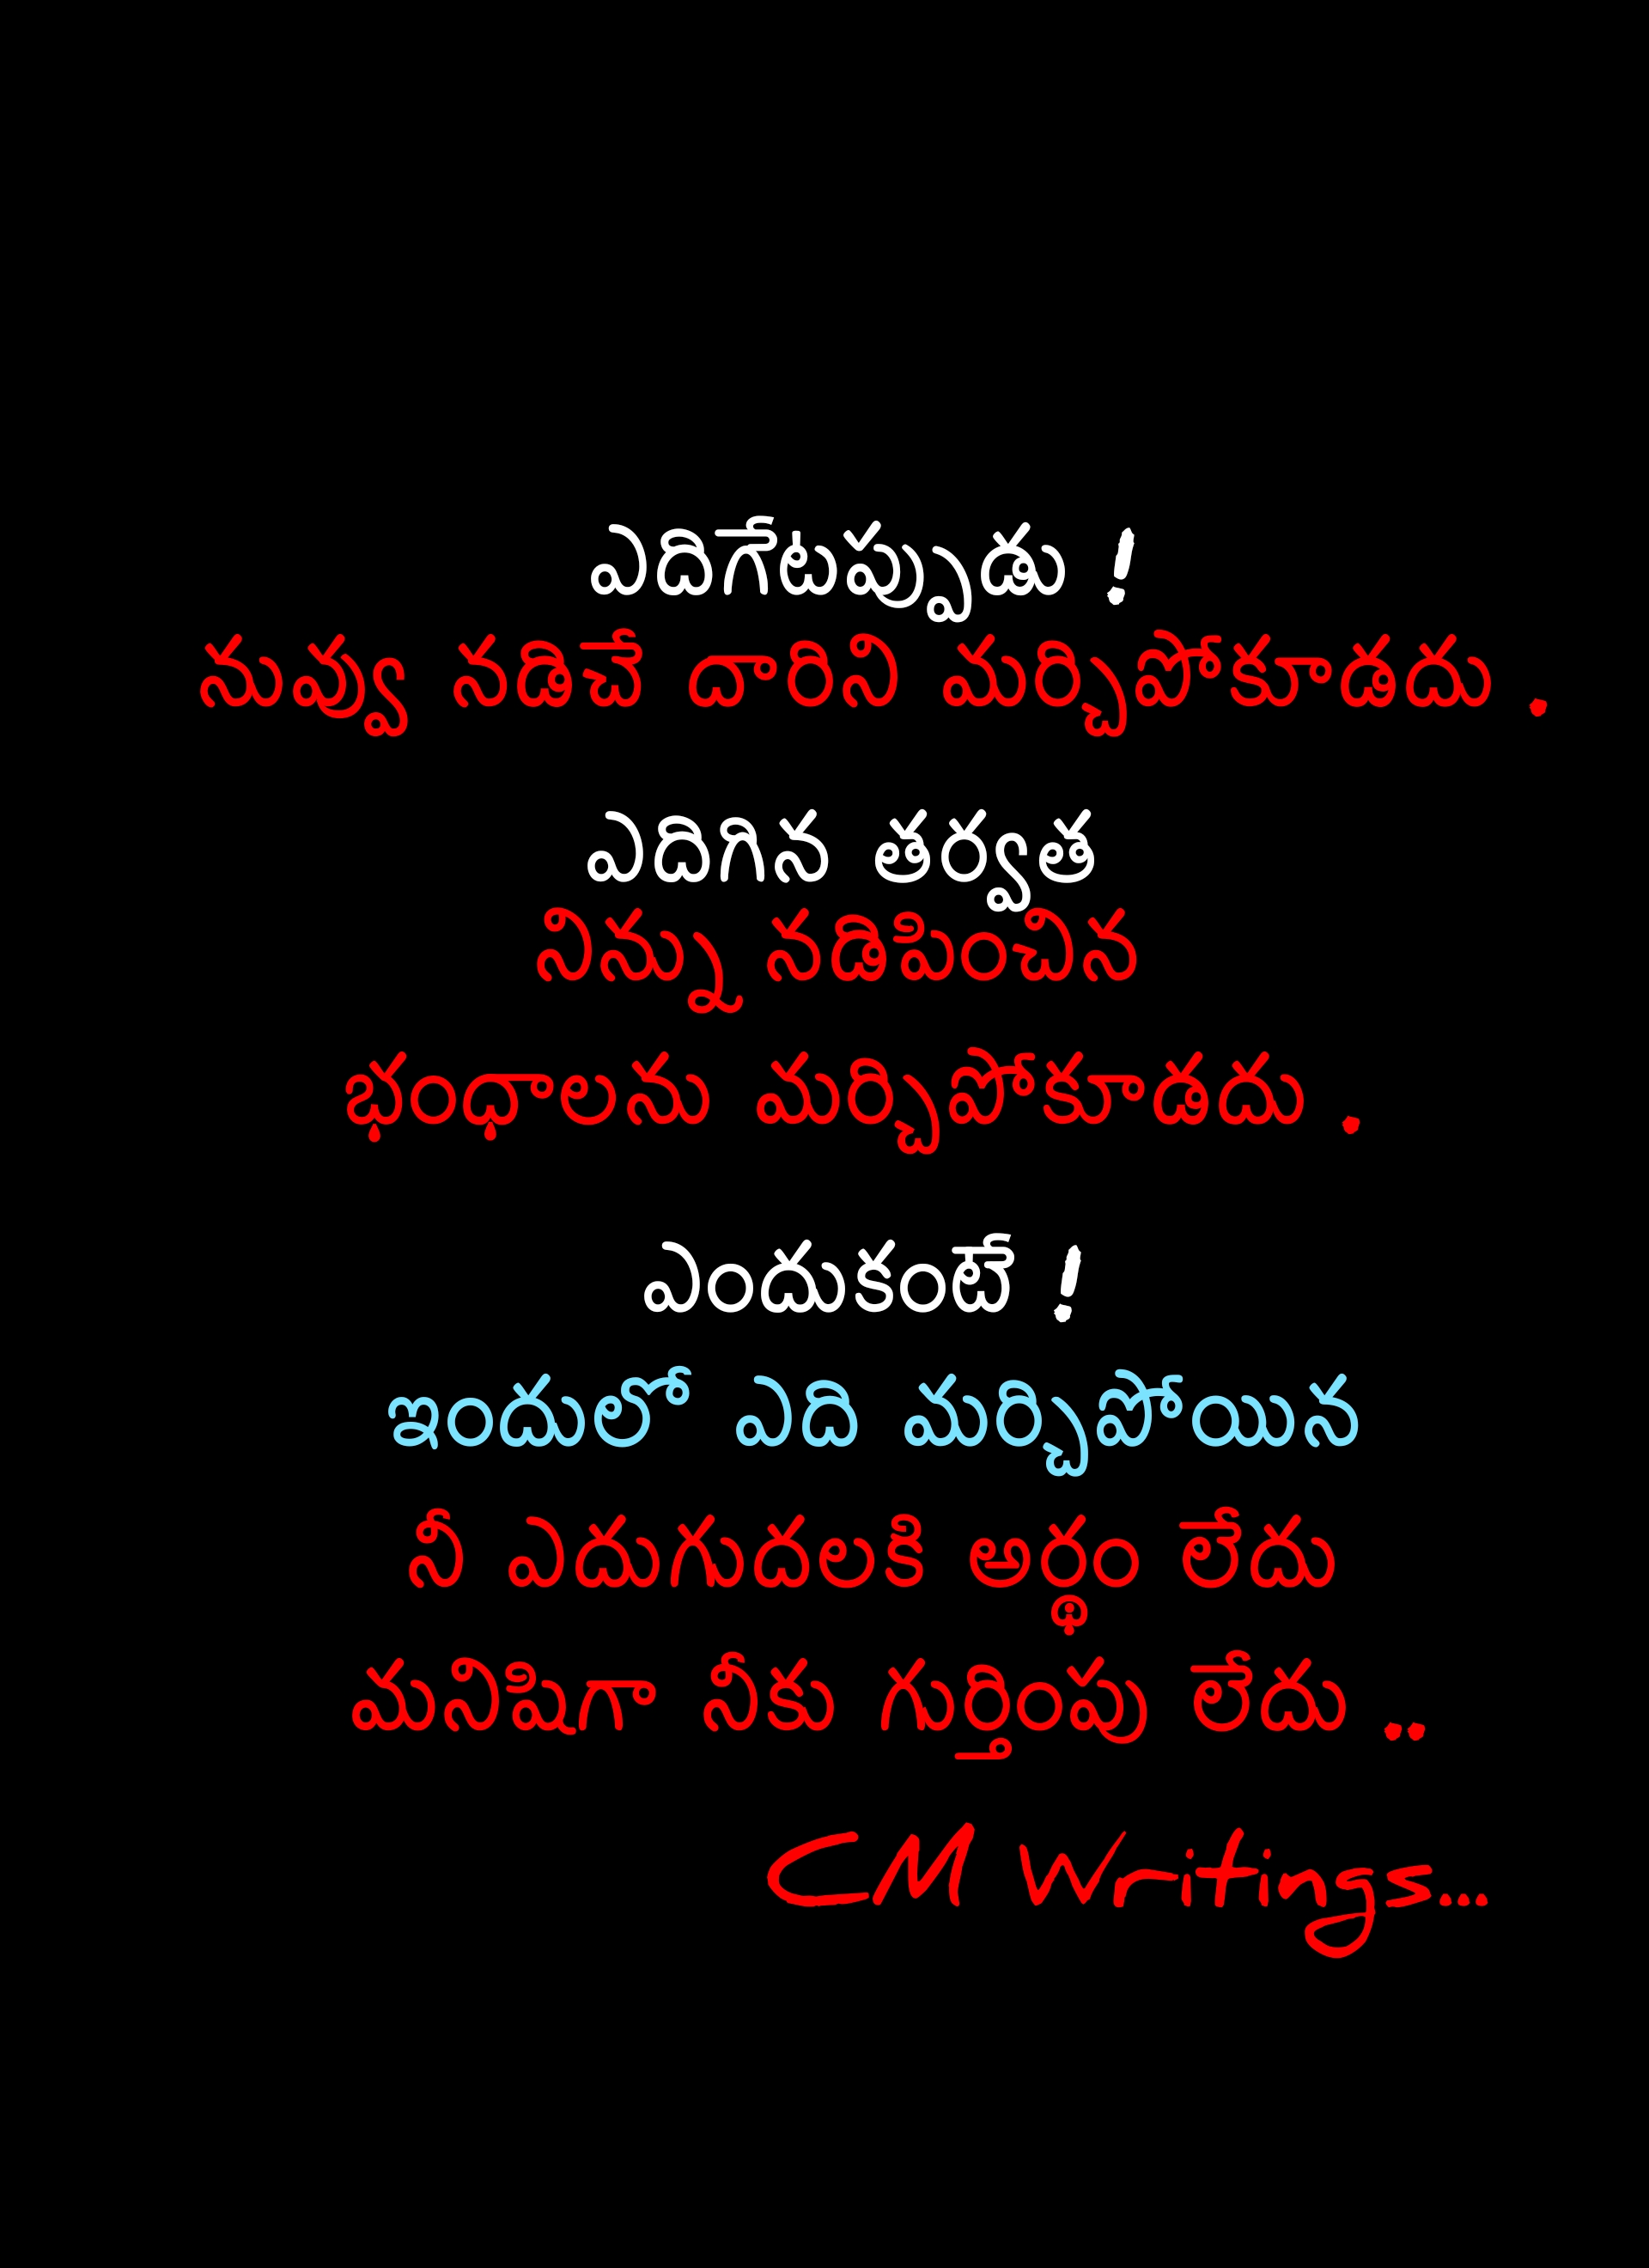 ఎదిగేటప్పుడు !
నువ్వు నడిచే దారిని మర్చిపోకూడదు .
ఎదిగిన తర్వత
నిన్ను నడిపించిన
భంధాలను మర్చిపోకూడదు .
ఎందుకంటే !
ఇందులో ఎది మర్చిపోయిన
నీ ఎదుగుదలకి అర్థం లేదు
మనిషిగా నీకు గుర్తింపు లేదు ..
CM Writings...